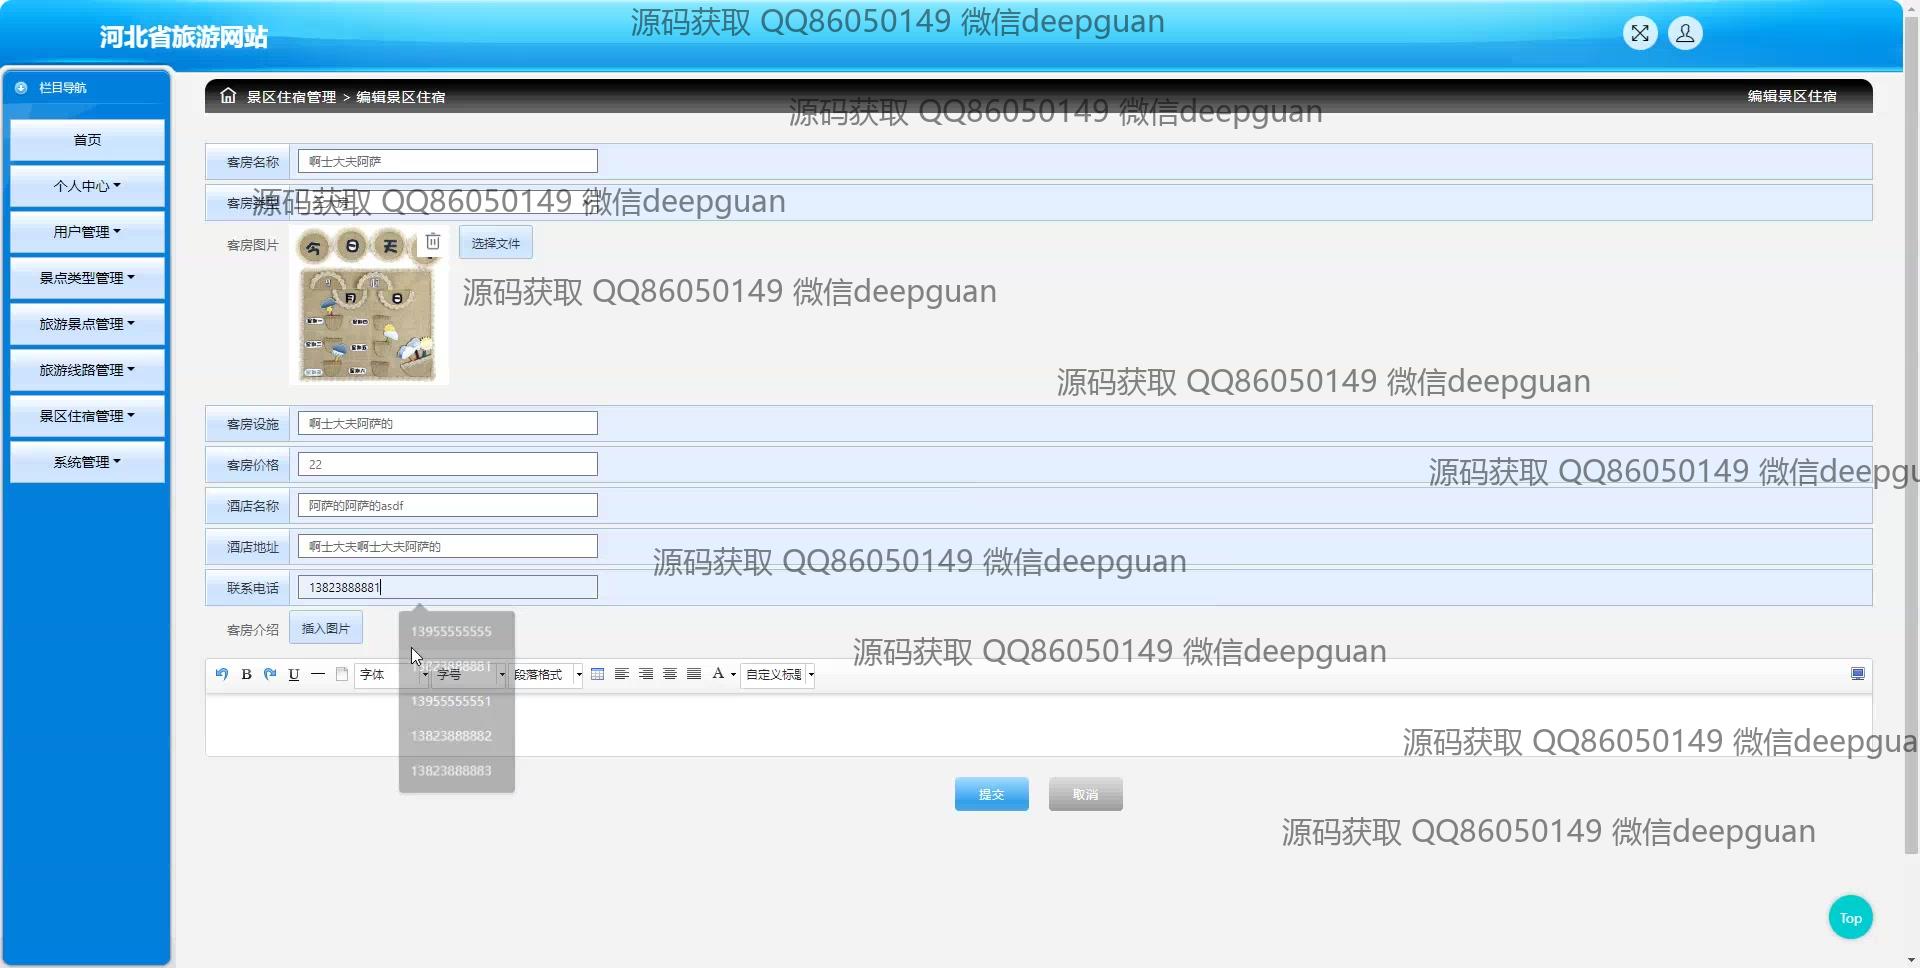 源码获取 QQ86050149 微信deepguan
河北省旅游网站
栏目导航
首页
个人中心
用户管理
景点类型管理
旅游景点管理
旅游线路管理
景区住宿管理
系统管理
景区住宿管理 > 编辑景区住宿
编辑景区住宿
源码获取 QQ86050149 微信deepguan
客房名称 啊士大夫阿萨
客房类型
源码获取 QQ86050149 微信deepguan
客房图片
今 日 天
月 日
选择文件
源码获取 QQ86050149 微信deepguan
源码获取 QQ86050149 微信deepguan
客房设施 啊士大夫阿萨的
客房价格 22
源码获取 QQ86050149 微信deepgu
酒店名称 阿萨的阿萨的asdf
酒店地址 啊士大夫啊士大夫阿萨的
源码获取 QQ86050149 微信deepguan
联系电话 13823888881
客房介绍 插入图片
13955555555
13823888881
13955555551
13823888882
13823888883
源码获取 QQ86050149 微信deepguan
B U 字体 字号 段落格式 A 自定义标题
源码获取 QQ86050149 微信deepgua
提交 取消
源码获取 QQ86050149 微信deepguan
Top